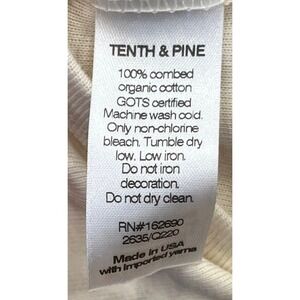 TENTH & PINE
100% combed
organic cotton
GOTS certified
Machine wash cold.
Only non-chlorine
bleach. Tumble dry
low. Low iron.
Do not iron
decoration.
Do not dry clean.
RN#162690
2635/Q220
Made in USA
with imported yarns